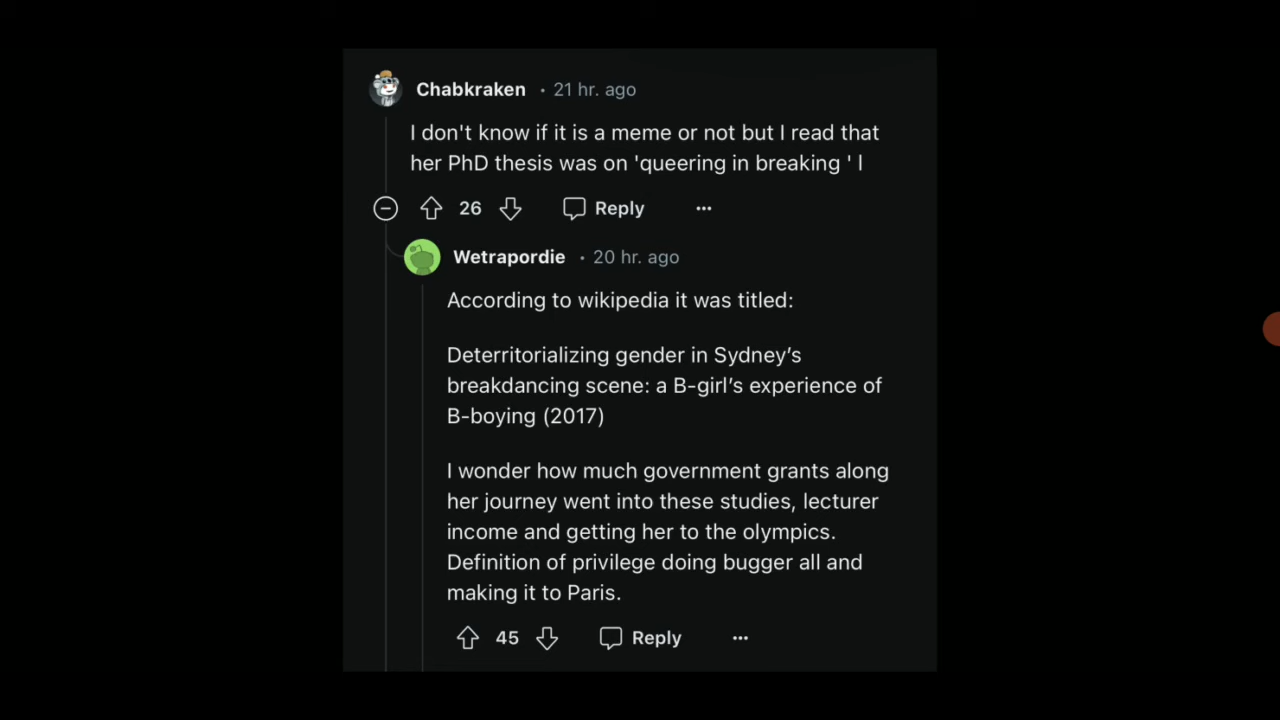 Chabkraken • 21 hr. ago
I don't know if it is a meme or not but I read that
her PhD thesis was on 'queering in breaking ' l
26 Reply ...
Wetrapordie • 20 hr. ago
According to wikipedia it was titled:
Deterritorializing gender in Sydney’s
breakdancing scene: a B-girl’s experience of
B-boying (2017)
I wonder how much government grants along
her journey went into these studies, lecturer
income and getting her to the olympics.
Definition of privilege doing bugger all and
making it to Paris.
45 Reply ...